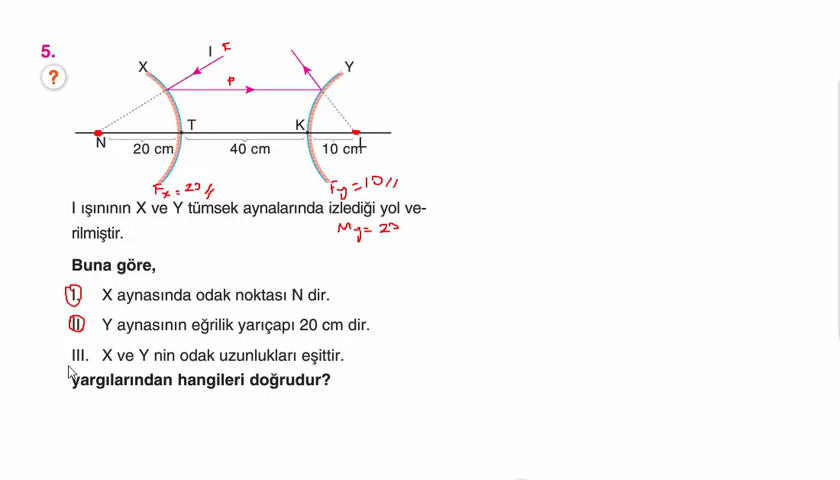 5.
?
I F
X
Y
P
T
K
N
20 cm
40 cm
10 cm
L
Fx = 20 //
Fy = 10 //
I ışınının X ve Y tümsek aynalarında izlediği yol ve-
My = 20
rilmiştir.
Buna göre,
I. X aynasında odak noktası N dir.
II. Y aynasının eğrilik yarıçapı 20 cm dir.
III. X ve Y nin odak uzunlukları eşittir.
yargılarından hangileri doğrudur?